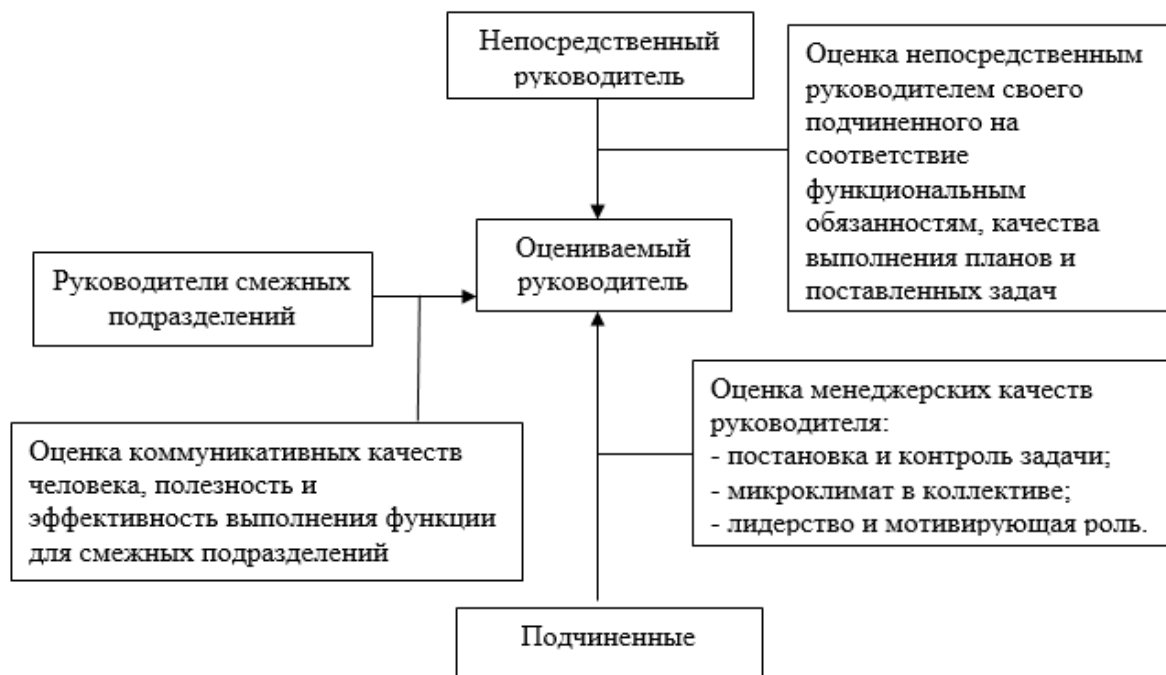 Непосредственный
руководитель
Оценка непосредственным
руководителем своего
подчиненного на
соответствие
функциональным
обязанностям, качества
выполнения планов и
поставленных задач
Оцениваемый
руководитель
Руководители смежных
подразделений
Оценка менеджерских качеств
руководителя:
- постановка и контроль задачи;
- микроклимат в коллективе;
- лидерство и мотивирующая роль.
Оценка коммуникативных качеств
человека, полезность и
эффективность выполнения функции
для смежных подразделений
Подчиненные